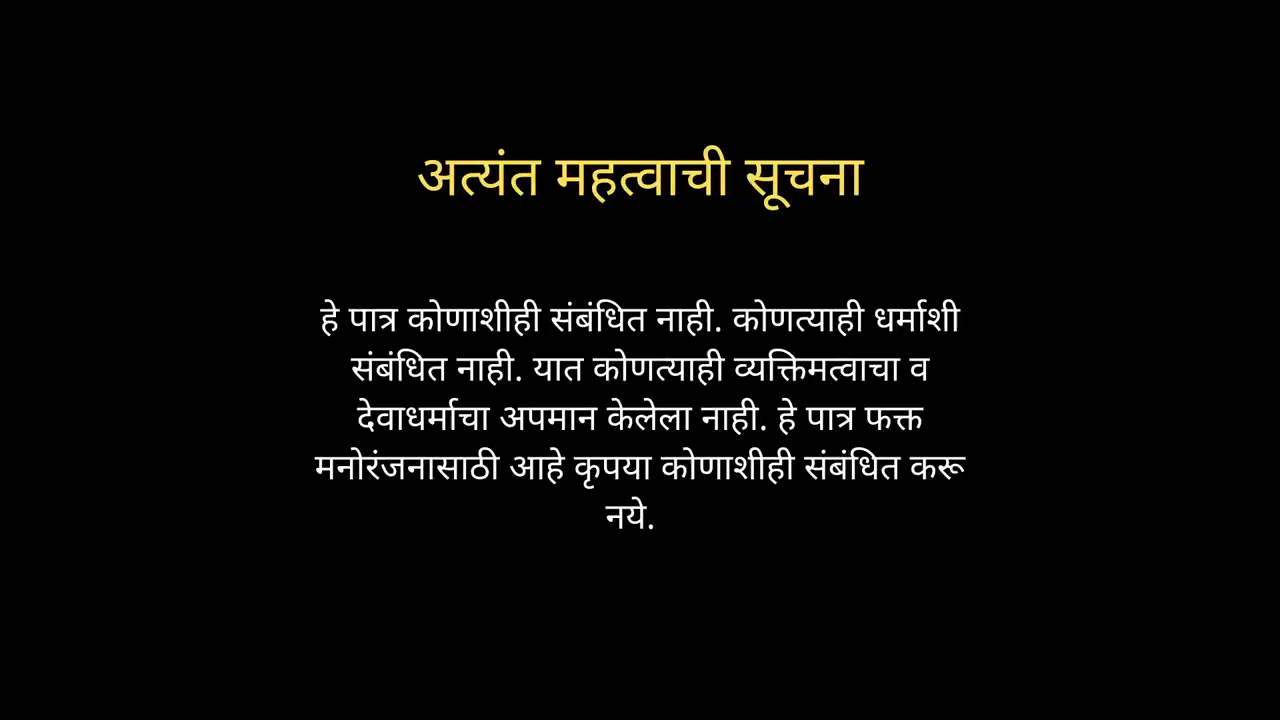 अत्यंत महत्वाची सूचना
हे पात्र कोणाशीही संबंधित नाही. कोणत्याही धर्माशी
संबंधित नाही. यात कोणत्याही व्यक्तिमत्वाचा व
देवाधर्माचा अपमान केलेला नाही. हे पात्र फक्त
मनोरंजनासाठी आहे कृपया कोणाशीही संबंधित करू
नये.